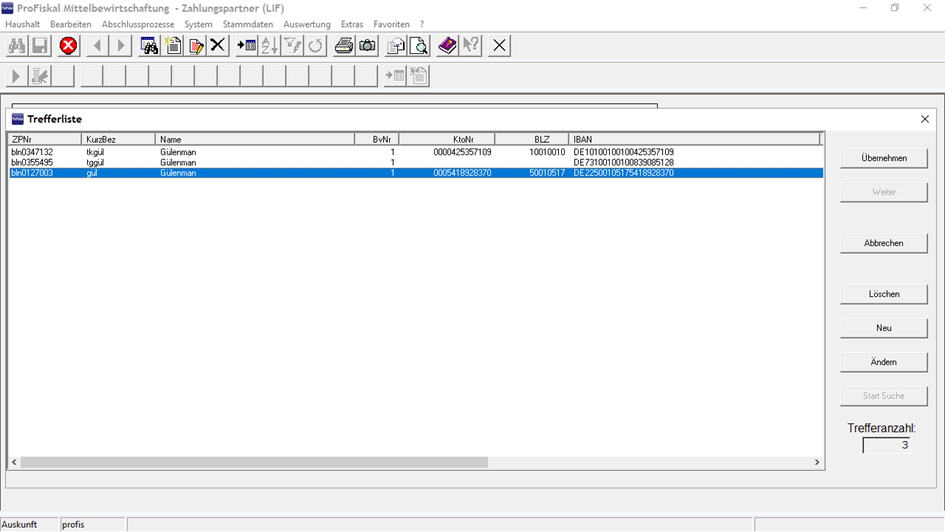 ProFiskal Mittelbewirtschaftung - Zahlungspartner (LIF)
Haushalt Bearbeiten Abschlussprozesse System Stammdaten Auswertung Extras Favoriten ?
Trefferliste
ZPNr KurzBez Name BvNr KtoNr BLZ IBAN
bln0347132 tkgül Gülenman 1 0000425357109 10010010 DE10100100100425357109
bln0355495 tggül Gülenman 1 DE73100100100839085128
bln0127003 gül Gülenman 1 0005418928370 50010517 DE22500105175418928370
Übernehmen
Weiter
Abbrechen
Löschen
Neu
Ändern
Start Suche
Trefferanzahl:
3
Auskunft profis